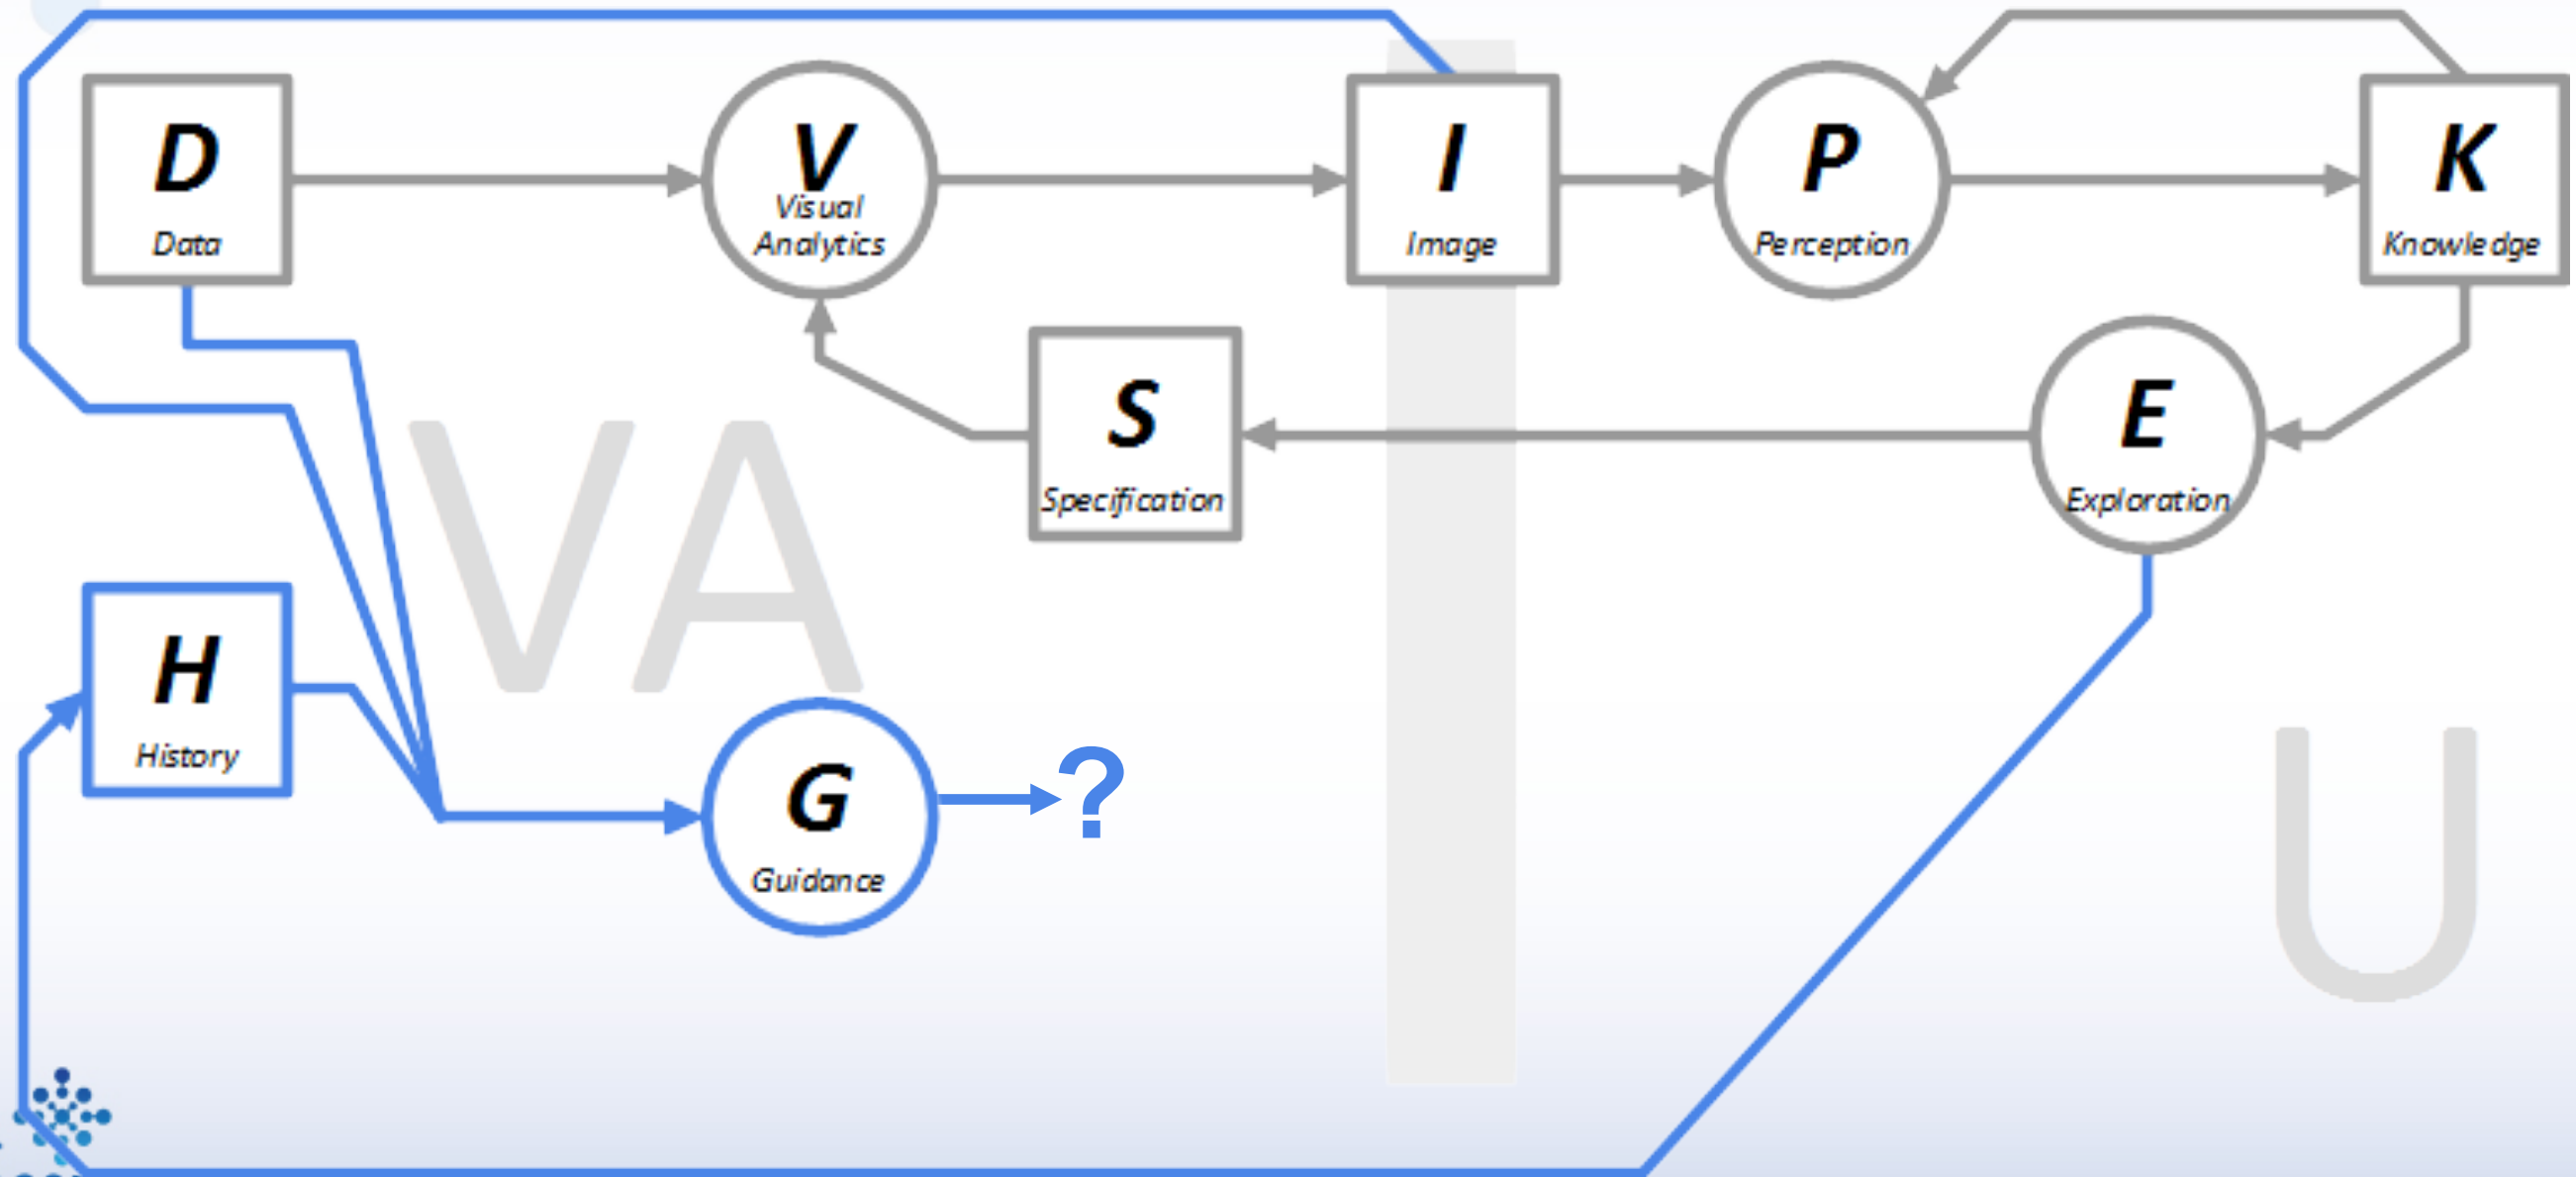 D
Data
V
Visual
Analytics
I
Image
P
Perception
K
Knowledge
S
Specification
E
Exploration
VA
H
History
G
Guidance
?
U